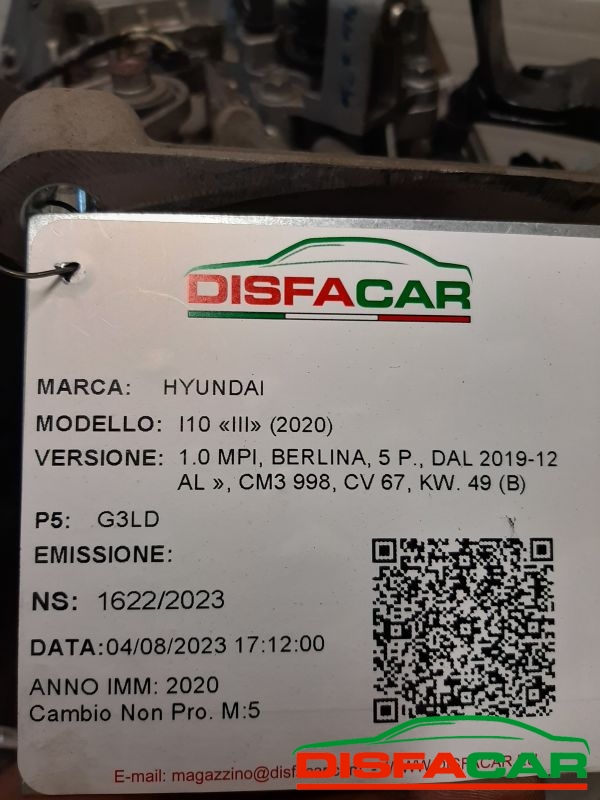 DISFACAR
MARCA: HYUNDAI
MODELLO: I10 «III» (2020)
VERSIONE: 1.0 MPI, BERLINA, 5 P., DAL 2019-12
AL », CM3 998, CV 67, KW. 49 (B)
P5: G3LD
EMISSIONE:
NS: 1622/2023
DATA:04/08/2023 17:12:00
ANNO IMM: 2020
Cambio Non Pro. M:5
E-mail: magazzino@disfacar.com
DISFACAR